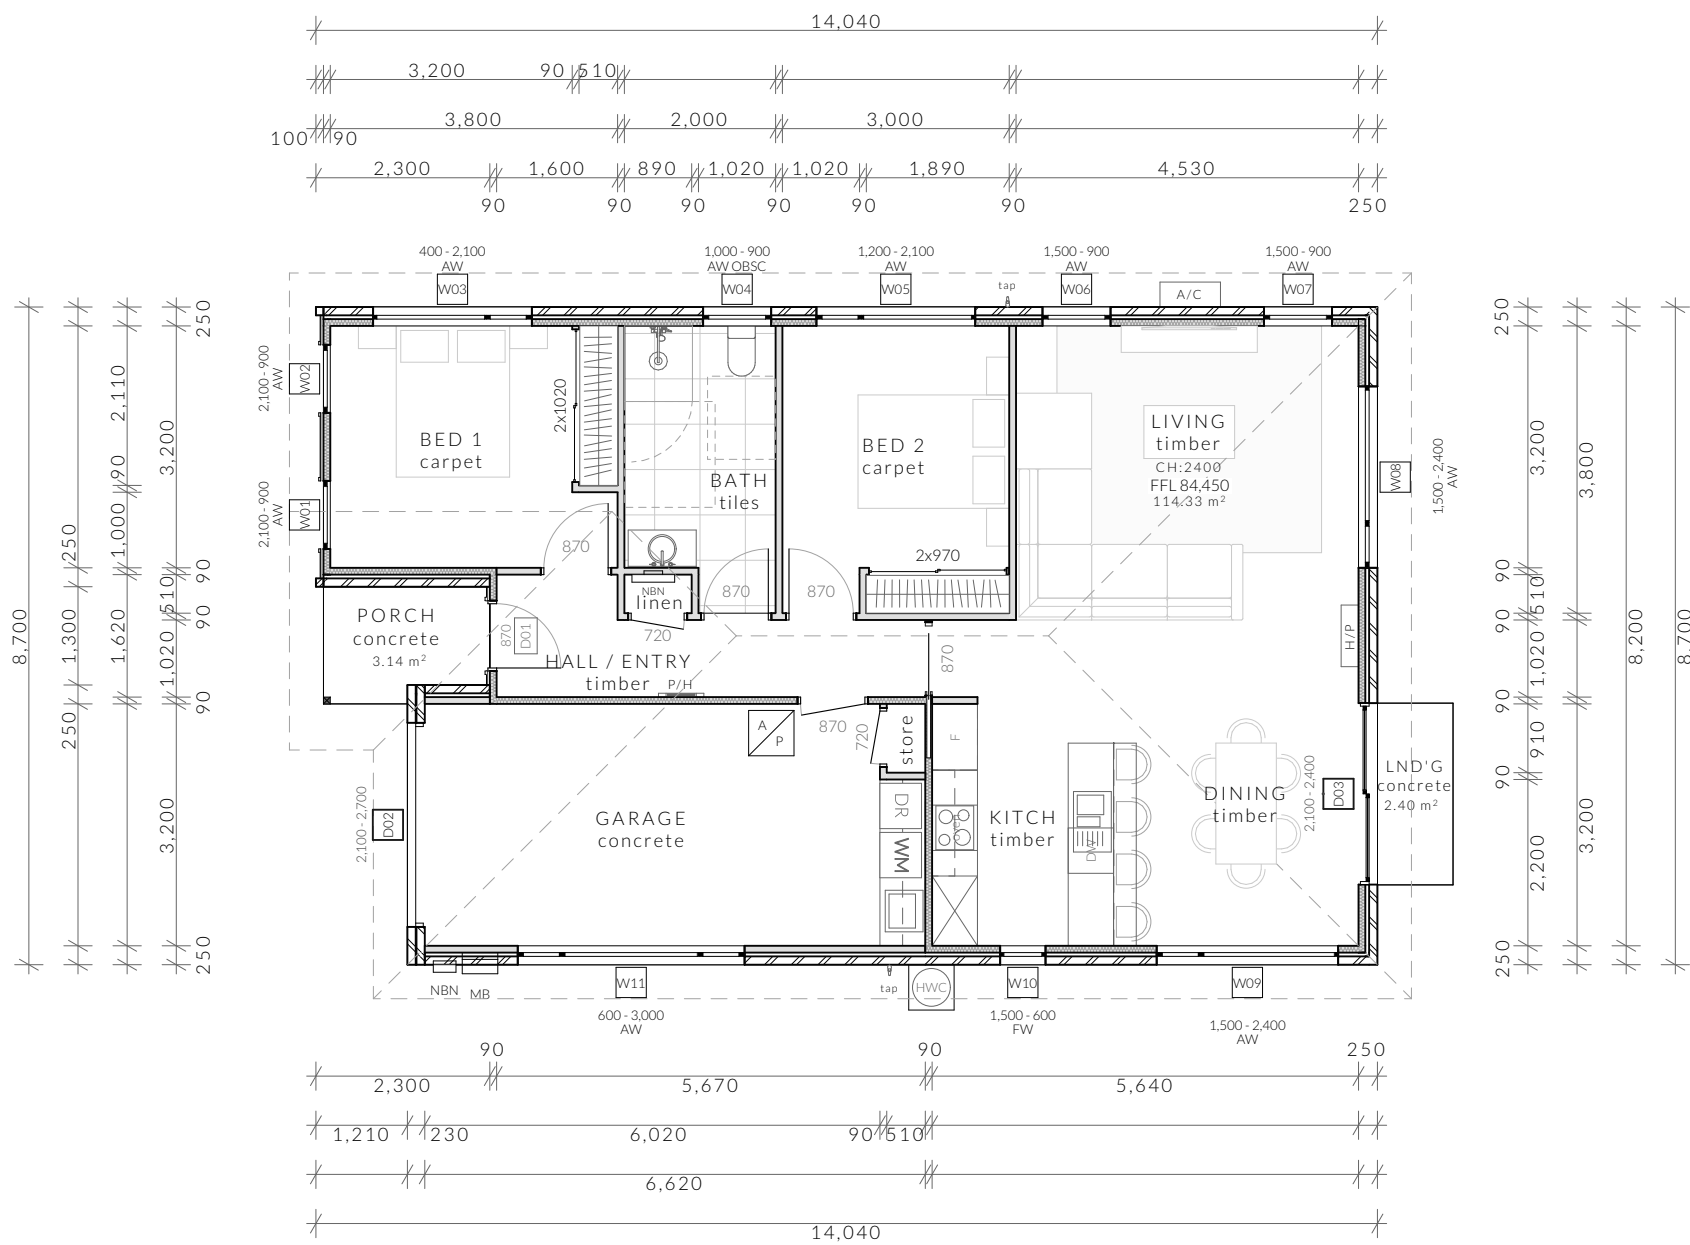 14,040
3,200 90 510
3,800 2,000 3,000
100 90
2,300 1,600 890 1,020 1,020 1,890 4,530
90 90 90 90 90 90 250
400 - 2,100
AW
1,000 - 900
AW OBSC
1,200 - 2,100
AW
1,500 - 900
AW
1,500 - 900
AW
W03
W04
W05
tap
W06
A/C
W07
8,700
250
1,300
250
2,110
90
1,000
1,620
250
3,200
90
510
90
1,020
90
3,200
250
2,100 - 900
AW
W02
2,100 - 900
AW
W01
BED 1
carpet
2x1020
870
BATH
tiles
BED 2
carpet
2x970
870
870
LIVING
timber
CH:2400
FFL 84,450
114.33 m²
W08
1,500 - 2,400
AW
NBN
linen
720
PORCH
concrete
3.14 m²
870
D01
HALL / ENTRY
timber
P/H
870
H/P
A
P
870
720
store
F
GARAGE
concrete
2,100 - 2,700
D02
DR
WM
oven
KITCH
timber
DW
DINING
timber
2,100 - 2,400
D03
LND'G
concrete
2.40 m²
250
3,200
90
510
90
1,020
90
910
90
2,200
250
3,800
3,200
8,200
8,700
NBN
MB
W11
tap
HWC
W10
W09
600 - 3,000
AW
1,500 - 600
FW
1,500 - 2,400
AW
90 90 250
2,300 5,670 5,640
1,210 230 6,020 90 510
6,620
14,040